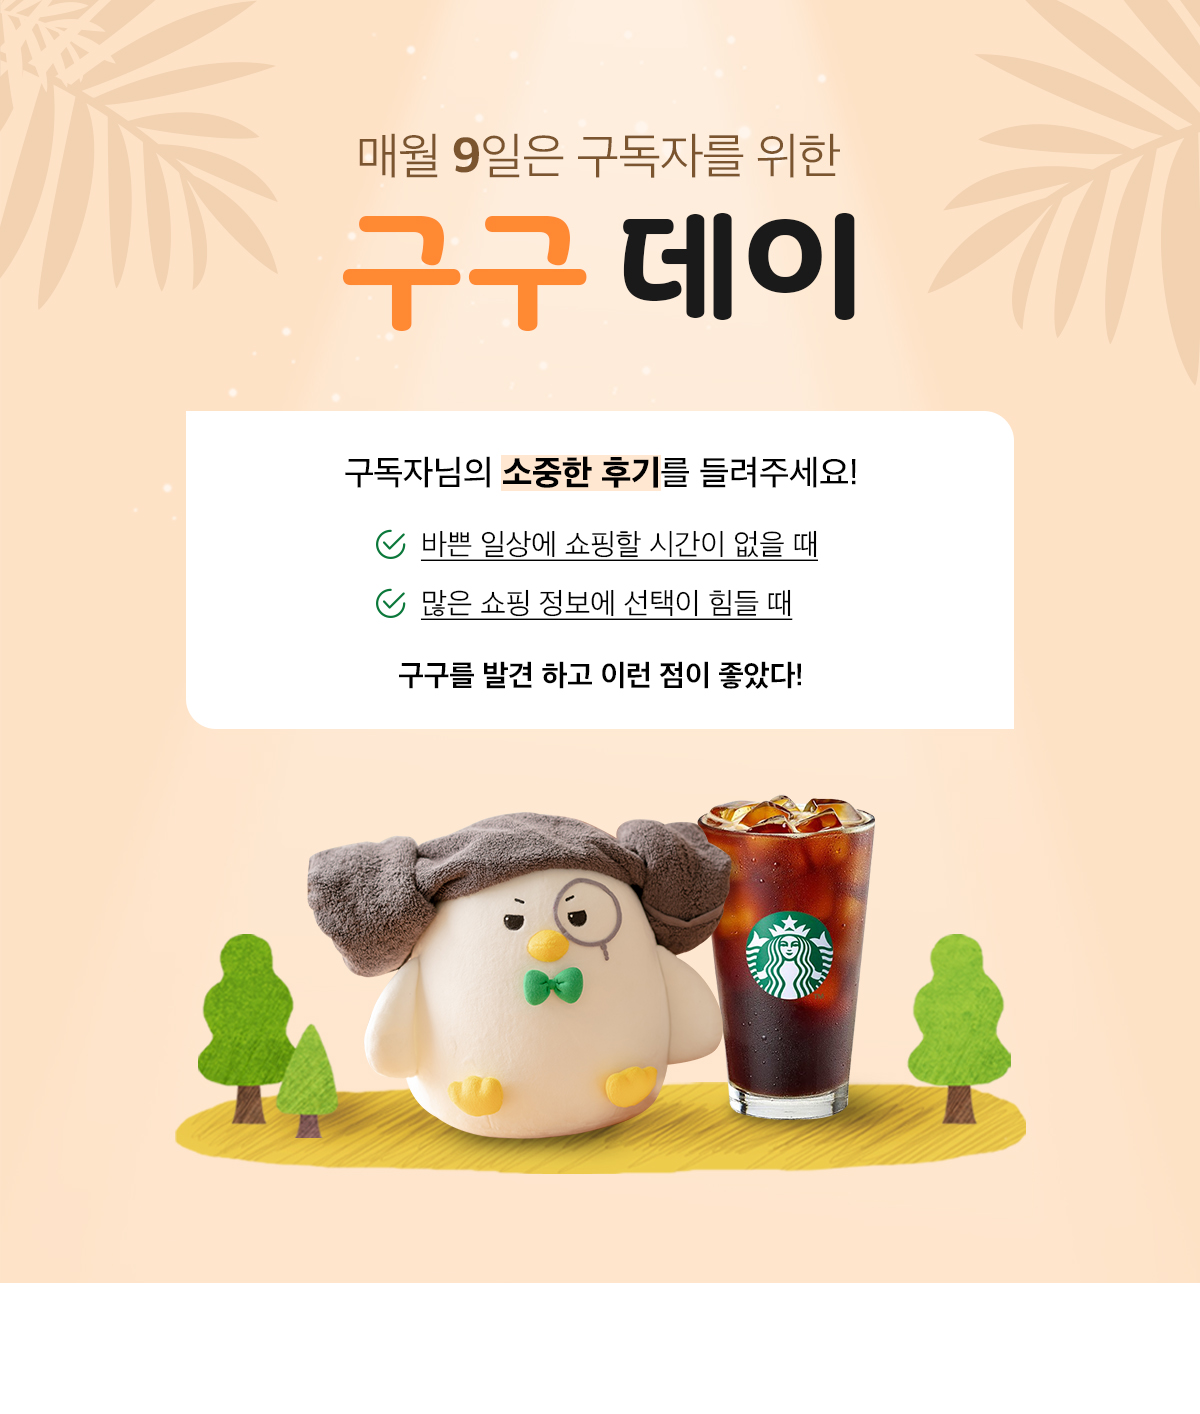 매월 9일은 구독자를 위한
구구 데이
구독자님의 소중한 후기를 들려주세요!
바쁜 일상에 쇼핑할 시간이 없을 때
많은 쇼핑 정보에 선택이 힘들 때
구구를 발견 하고 이런 점이 좋았다!